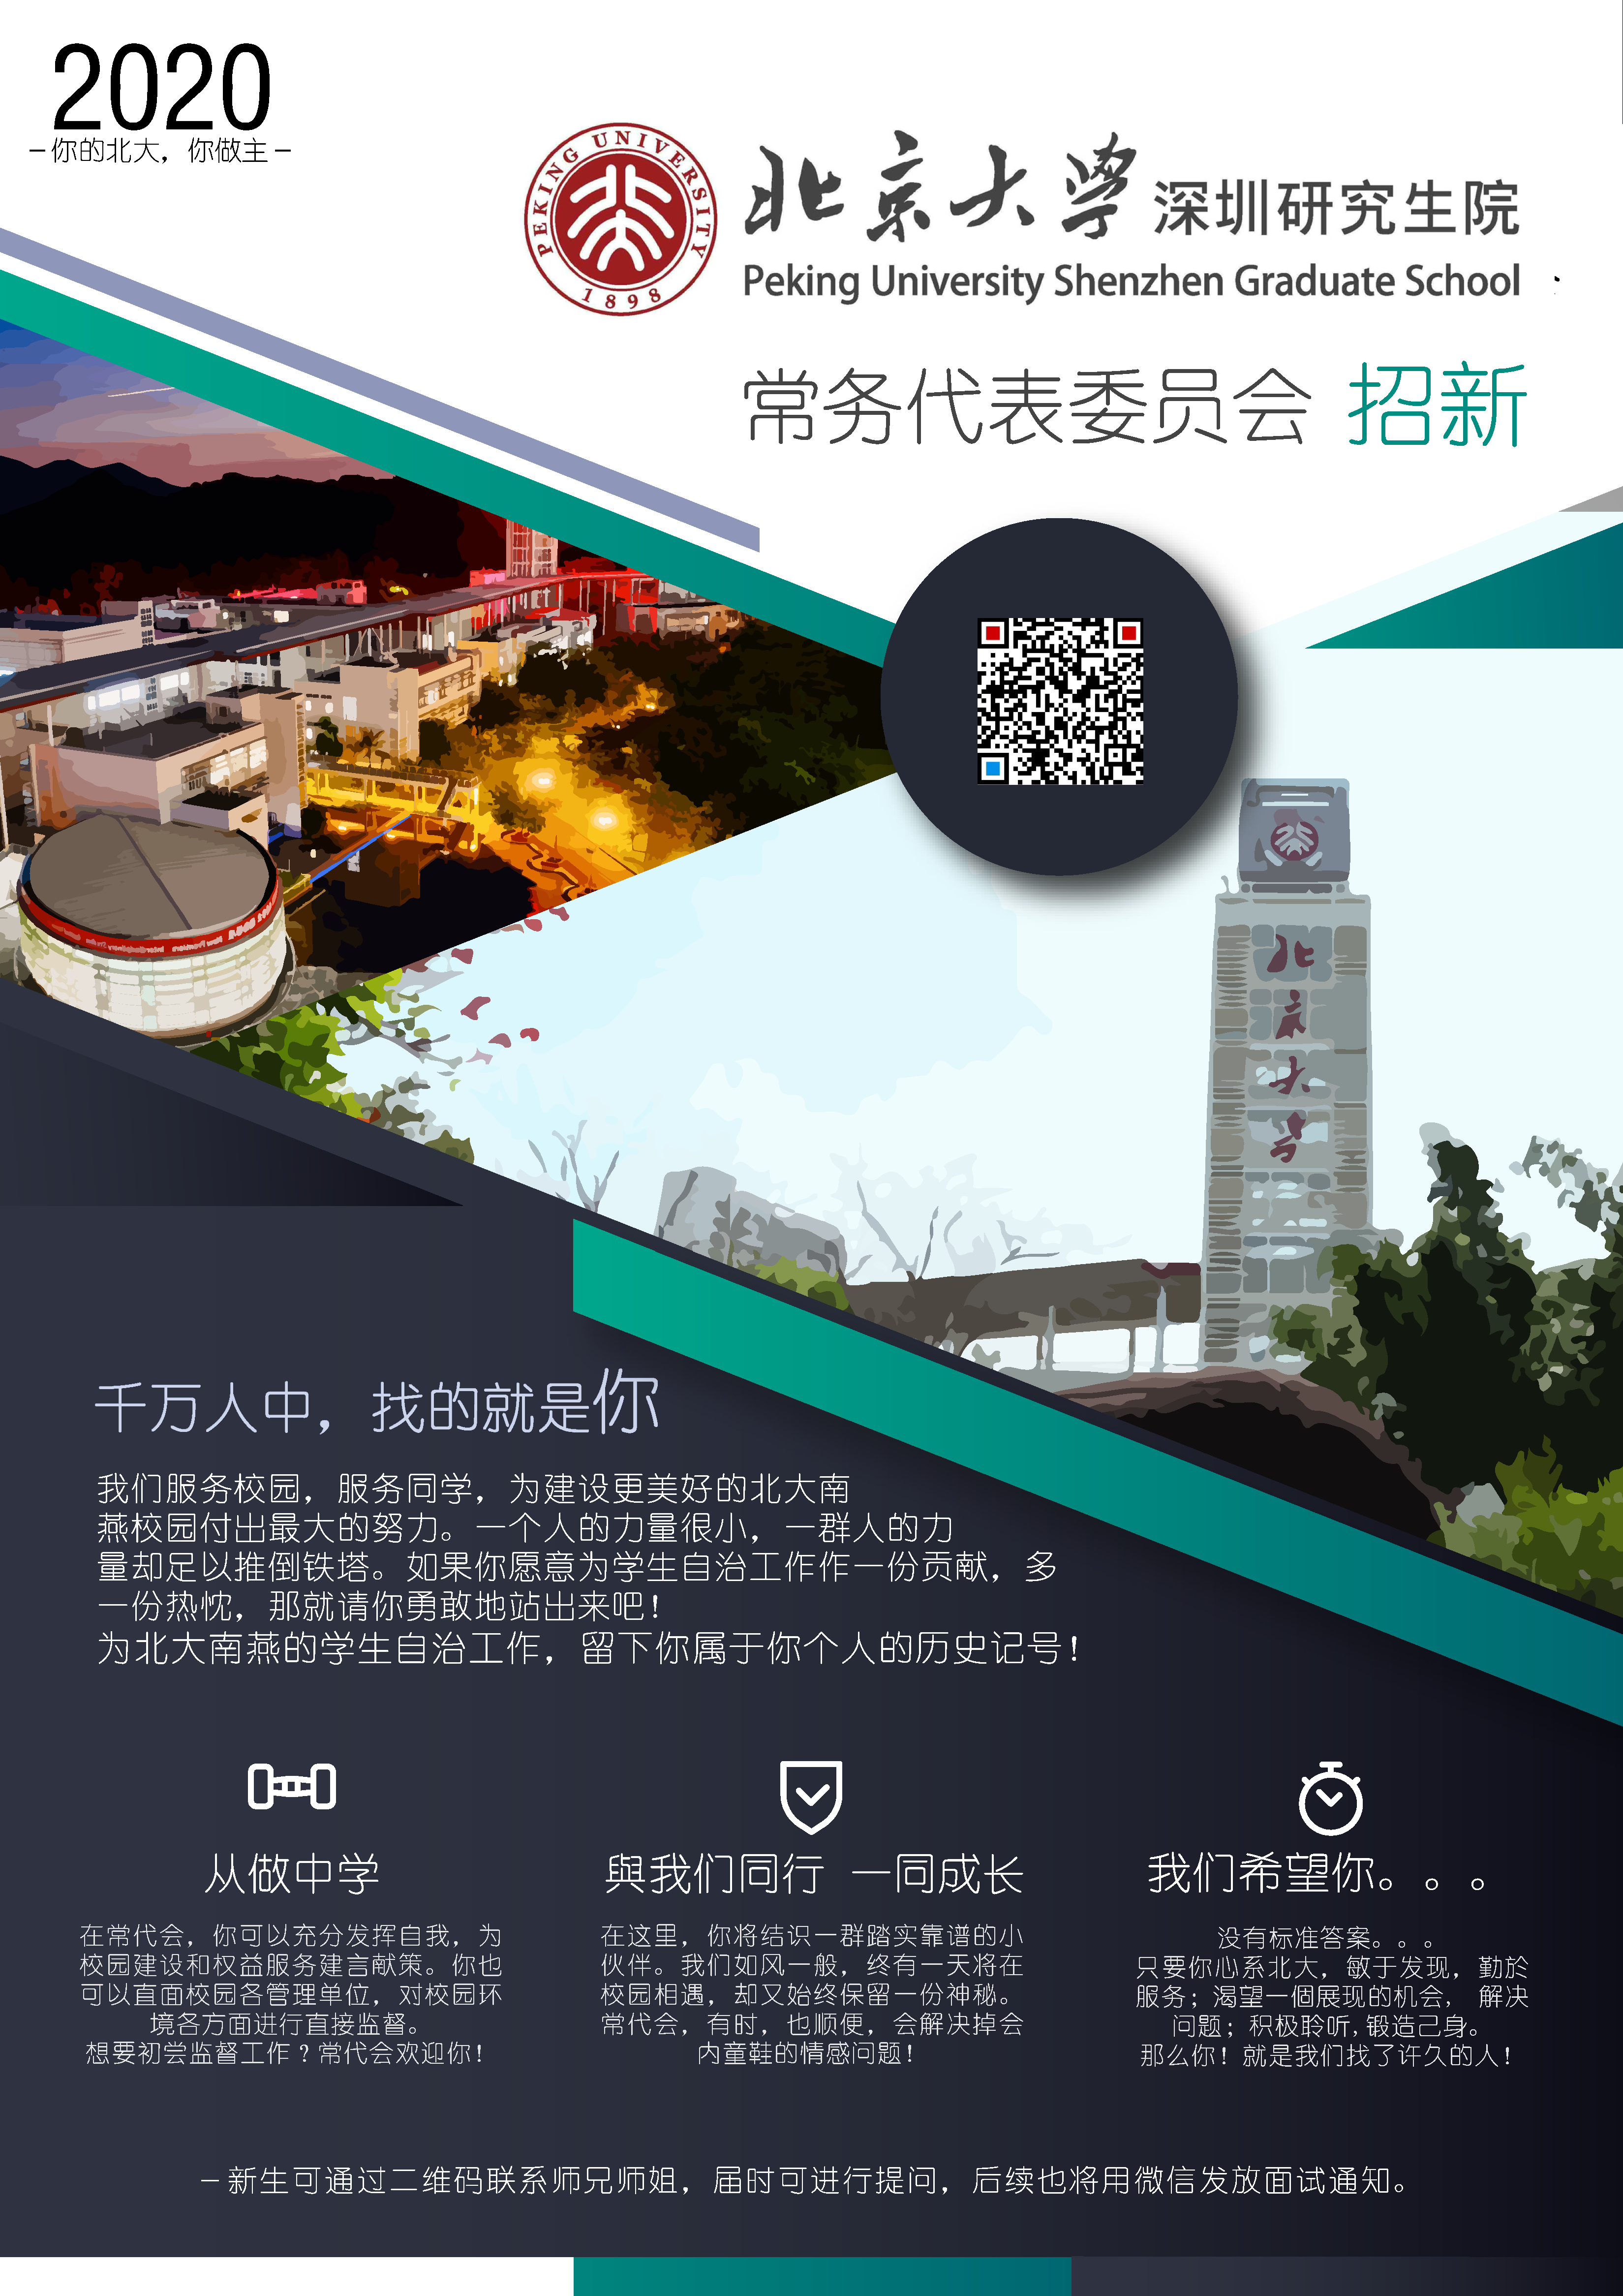 2020
－你的北大，你做主－
PEKING UNIVERSITY
1898
北京大学 深圳研究生院
Peking University Shenzhen Graduate School
常务代表委员会 招新
北
京
大
学
千万人中，找的就是你
我们服务校园，服务同学，为建设更美好的北大南
燕校园付出最大的努力。一个人的力量很小，一群人的力
量却足以推倒铁塔。如果你愿意为学生自治工作作一份贡献，多
一份热忱，那就请你勇敢地站出来吧！
为北大南燕的学生自治工作，留下你属于你个人的历史记号！
从做中学
在常代会，你可以充分发挥自我，为
校园建设和权益服务建言献策。你也
可以直面校园各管理单位，对校园环
境各方面进行直接监督。
想要初尝监督工作？常代会欢迎你！
與我们同行 一同成长
在这里，你将结识一群踏实靠谱的小
伙伴。我们如风一般，终有一天将在
校园相遇，却又始终保留一份神秘。
常代会，有时，也顺便，会解决掉会
内童鞋的情感问题！
我们希望你。。。
没有标准答案。。。
只要你心系北大，敏于发现，勤於
服务；渴望一個展现的机会， 解决
问题；积极聆听,锻造己身。
那么你！就是我们找了许久的人！
－新生可通过二维码联系师兄师姐，届时可进行提问，后续也将用微信发放面试通知。